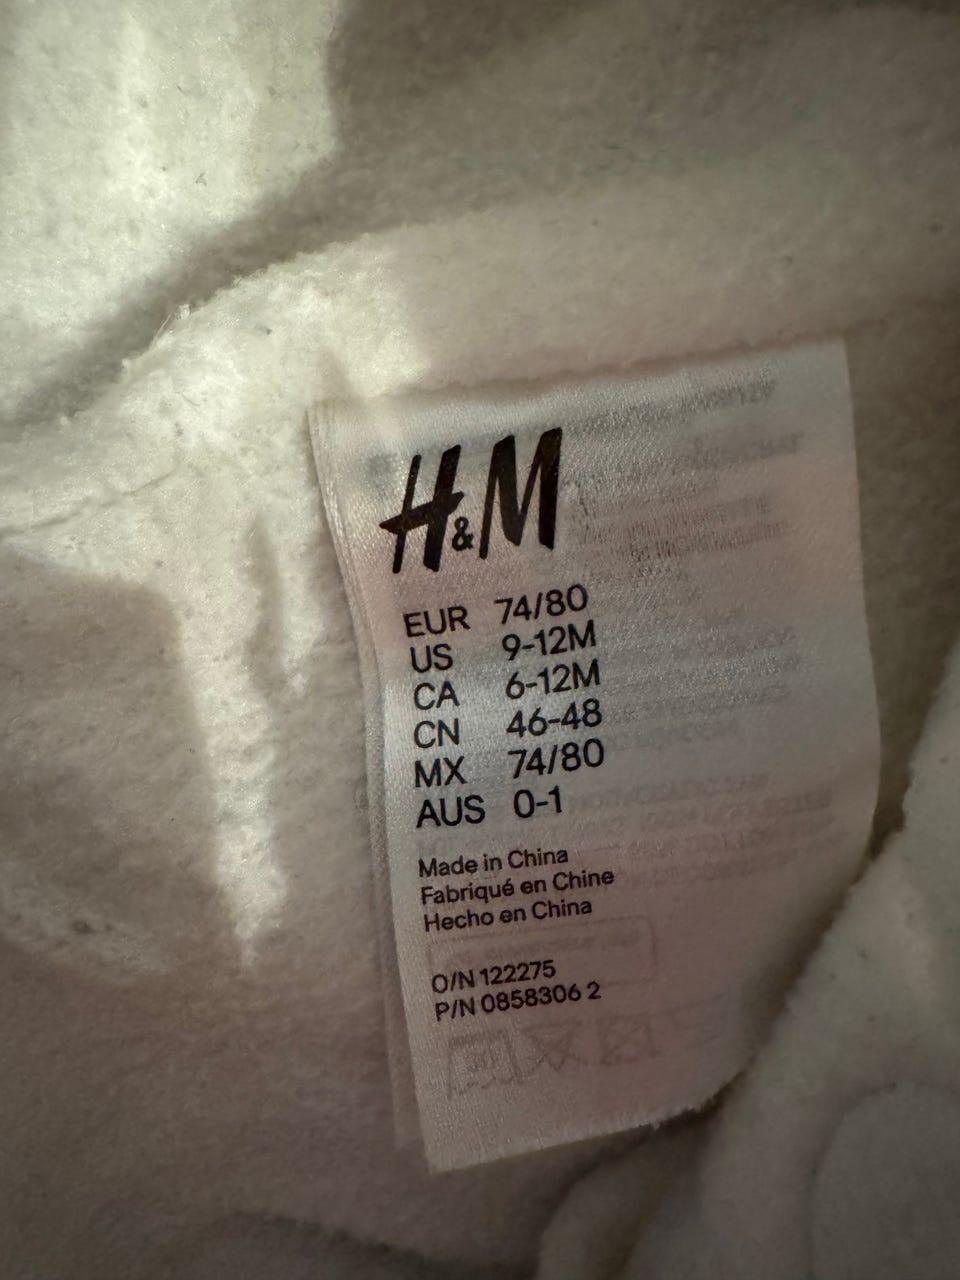 H&M
EUR 74/80
US 9-12M
CA 6-12M
CN 46-48
MX 74/80
AUS 0-1
Made in China
Fabriqué en Chine
Hecho en China
O/N 122275
P/N 0858306 2